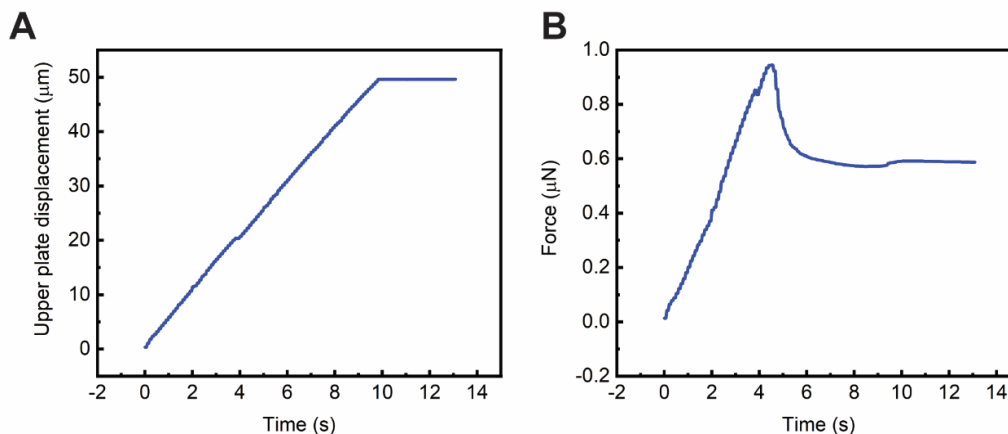 A
Upper plate displacement (μm)
50
40
30
20
10
0
-2 0 2 4 6 8 10 12 14
Time (s)
B
Force (μN)
1.0
0.8
0.6
0.4
0.2
0.0
-0.2
-2 0 2 4 6 8 10 12 14
Time (s)